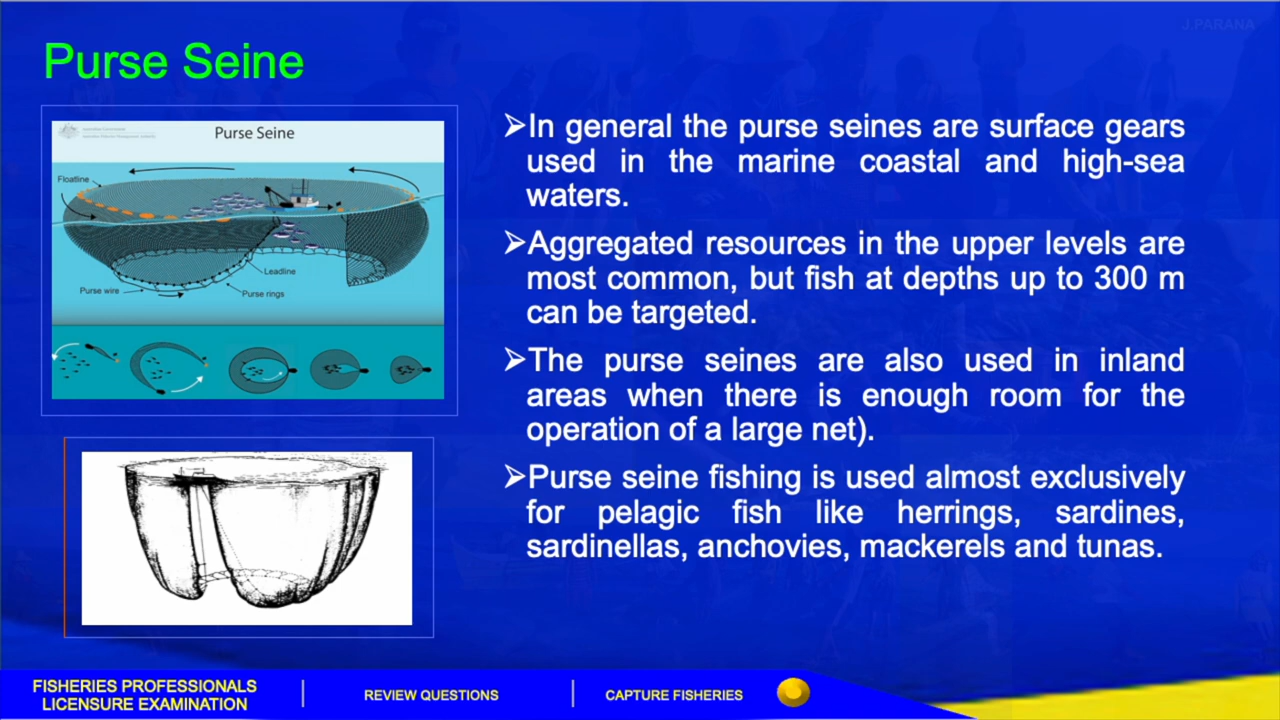 J.PARANA
Purse Seine
Purse Seine
Floatline
Leadline
Purse wire
Purse rings
➢In general the purse seines are surface gears
used in the marine coastal and high-sea
waters.
➢Aggregated resources in the upper levels are
most common, but fish at depths up to 300 m
can be targeted.
➢The purse seines are also used in inland
areas when there is enough room for the
operation of a large net).
➢Purse seine fishing is used almost exclusively
for pelagic fish like herrings, sardines,
sardinellas, anchovies, mackerels and tunas.
FISHERIES PROFESSIONALS
LICENSURE EXAMINATION
REVIEW QUESTIONS
CAPTURE FISHERIES